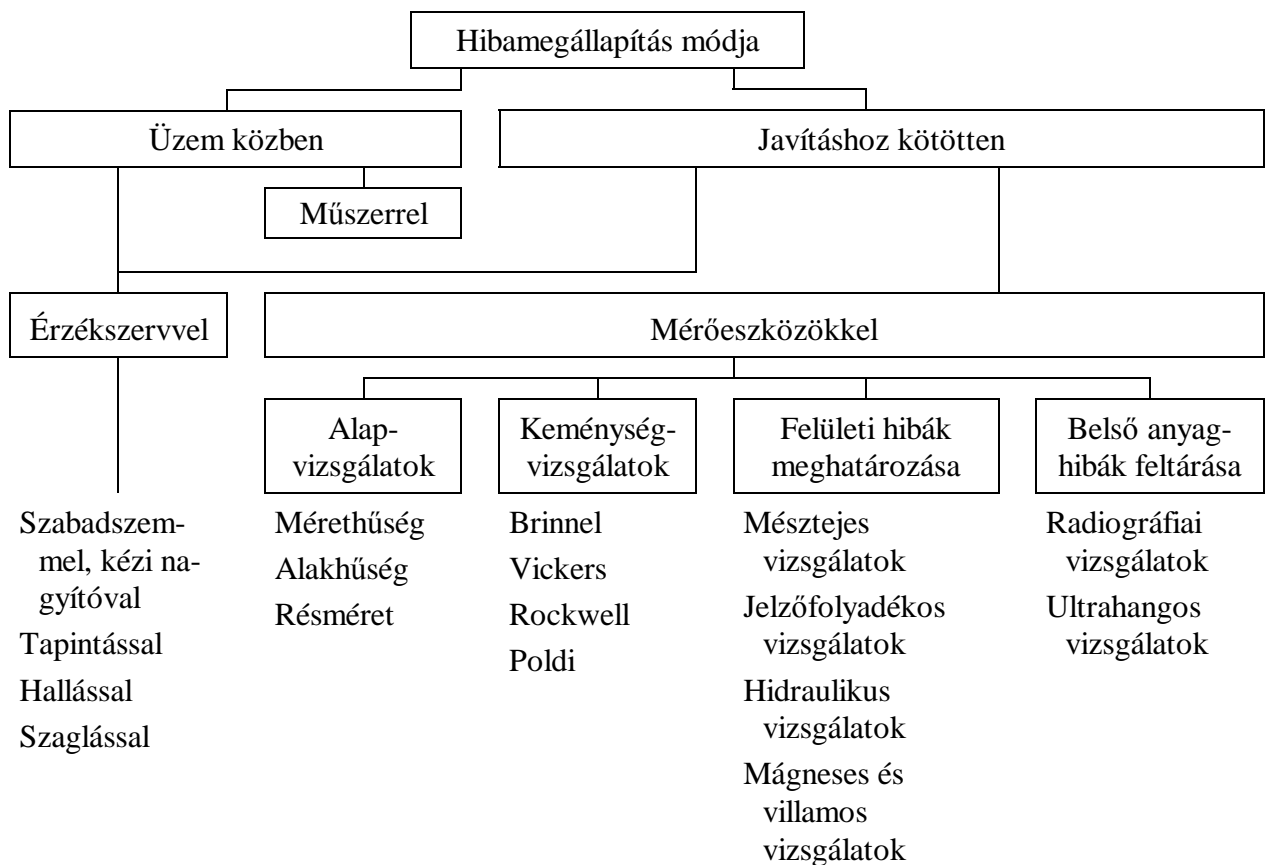 Hibamegállapítás módja
Üzem közben
Javításhoz kötötten
Műszerrel
Érzékszervvel
Mérőeszközökkel
Alap-
vizsgálatok
Keménység-
vizsgálatok
Felületi hibák
meghatározása
Belső anyag-
hibák feltárása
Szabadszem-
mel, kézi na-
gyítóval
Tapintással
Hallással
Szaglással
Mérethűség
Alakhűség
Résméret
Brinnel
Vickers
Rockwell
Poldi
Mésztejes
vizsgálatok
Jelzőfolyadékos
vizsgálatok
Hidraulikus
vizsgálatok
Mágneses és
villamos
vizsgálatok
Radiográfiai
vizsgálatok
Ultrahangos
vizsgálatok